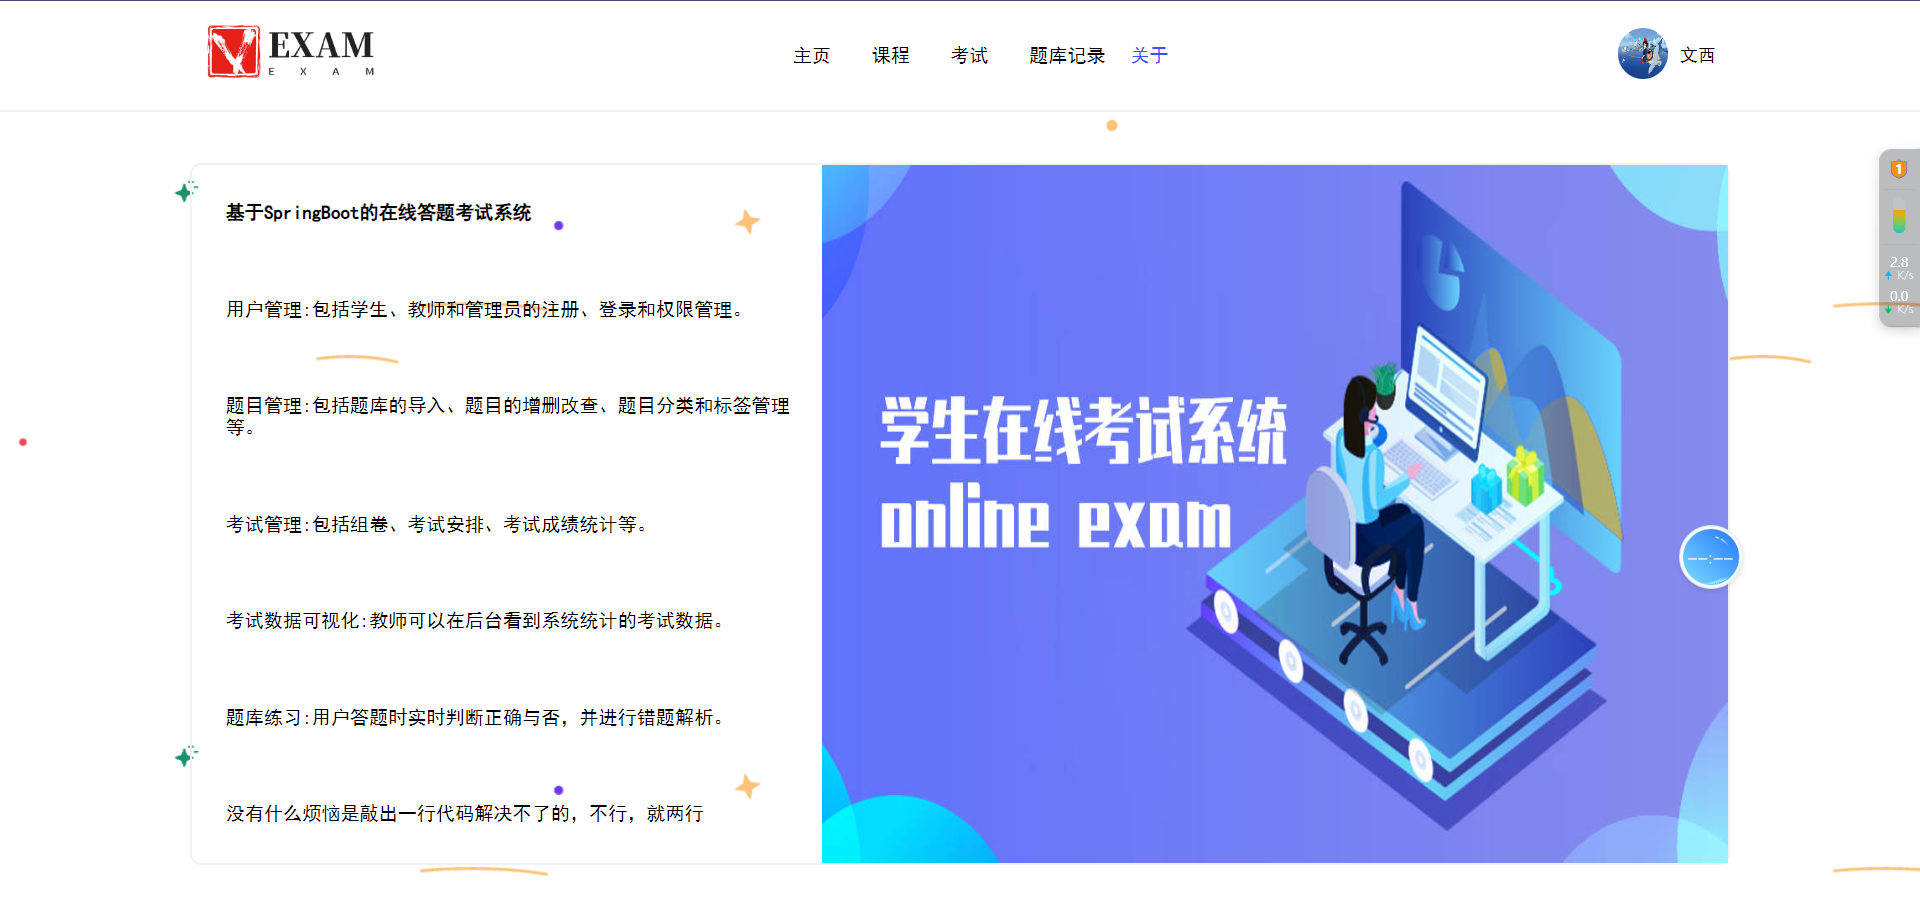 EXAM
E X A M
主页 课程 考试 题库记录 关于
文西
基于SpringBoot的在线答题考试系统
用户管理:包括学生、教师和管理员的注册、登录和权限管理。
题目管理:包括题库的导入、题目的增删改查、题目分类和标签管理
等。
考试管理:包括组卷、考试安排、考试成绩统计等。
考试数据可视化:教师可以在后台看到系统统计的考试数据。
题库练习:用户答题时实时判断正确与否，并进行错题解析。
没有什么烦恼是敲出一行代码解决不了的，不行，就两行
学生在线考试系统
online exam
1
2.8
K/s
0.0
K/s
--:--